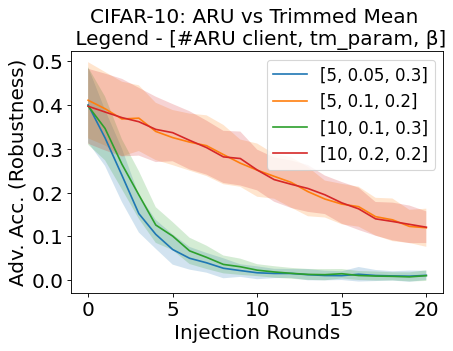 CIFAR-10: ARU vs Trimmed Mean
Legend - [#ARU client, tm_param, β]
[5, 0.05, 0.3]
[5, 0.1, 0.2]
[10, 0.1, 0.3]
[10, 0.2, 0.2]
Adv. Acc. (Robustness)
0.5
0.4
0.3
0.2
0.1
0.0
0
5
10
15
20
Injection Rounds